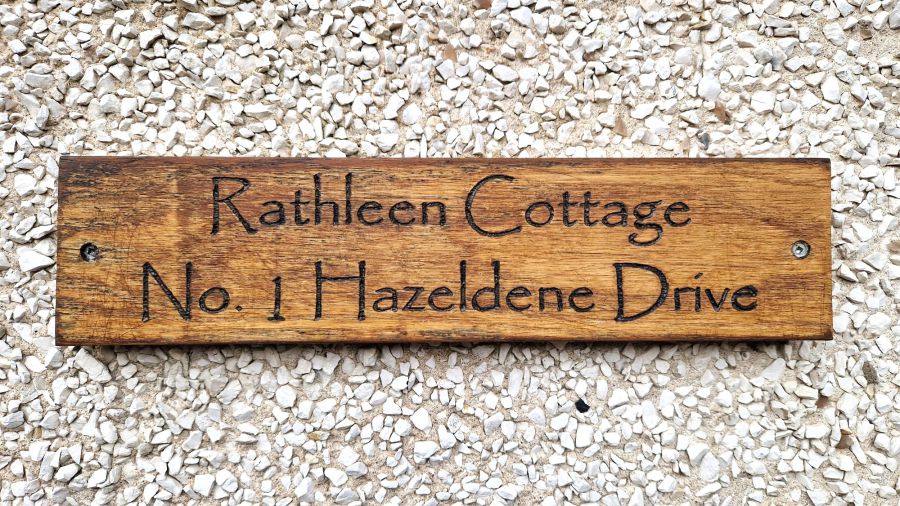 Rathleen Cottage
No. 1 Hazeldene Drive